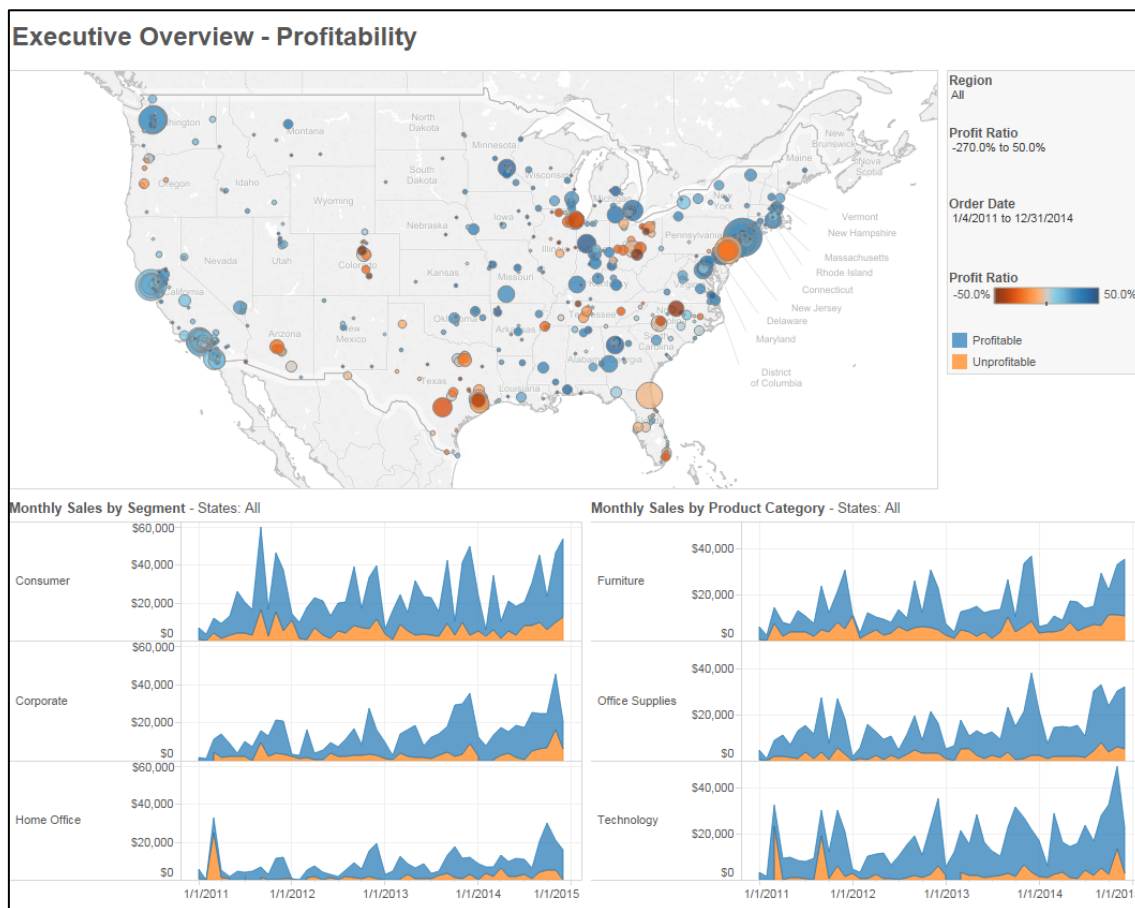 Executive Overview - Profitability
Region
All
Profit Ratio
-270.0% to 50.0%
Order Date
1/4/2011 to 12/31/2014
Profit Ratio
-50.0% 50.0%
Profitable
Unprofitable
Montana
North
Dakota
Minnesota
Wisconsin
Michigan
New
Brunswick
Nova
Scotia
Maine
Oregon
Idaho
South
Dakota
Wyoming
New
York
Vermont
New Hampshire
Massachusetts
Rhode Island
Connecticut
New Jersey
Delaware
Maryland
District
of Columbia
Nebraska
Iowa
Pennsylvania
Nevada
Utah
Colorado
Kansas
Missouri
California
Arizona
New
Mexico
Texas
Louisiana
Alabama
South
Carolina
Monthly Sales by Segment - States: All
Consumer
$60,000
$40,000
$20,000
$0
Corporate
$60,000
$40,000
$20,000
$0
Home Office
$60,000
$40,000
$20,000
$0
1/1/2011 1/1/2012 1/1/2013 1/1/2014 1/1/2015
Monthly Sales by Product Category - States: All
Furniture
$40,000
$20,000
$0
Office Supplies
$40,000
$20,000
$0
Technology
$40,000
$20,000
$0
1/1/2011 1/1/2012 1/1/2013 1/1/2014